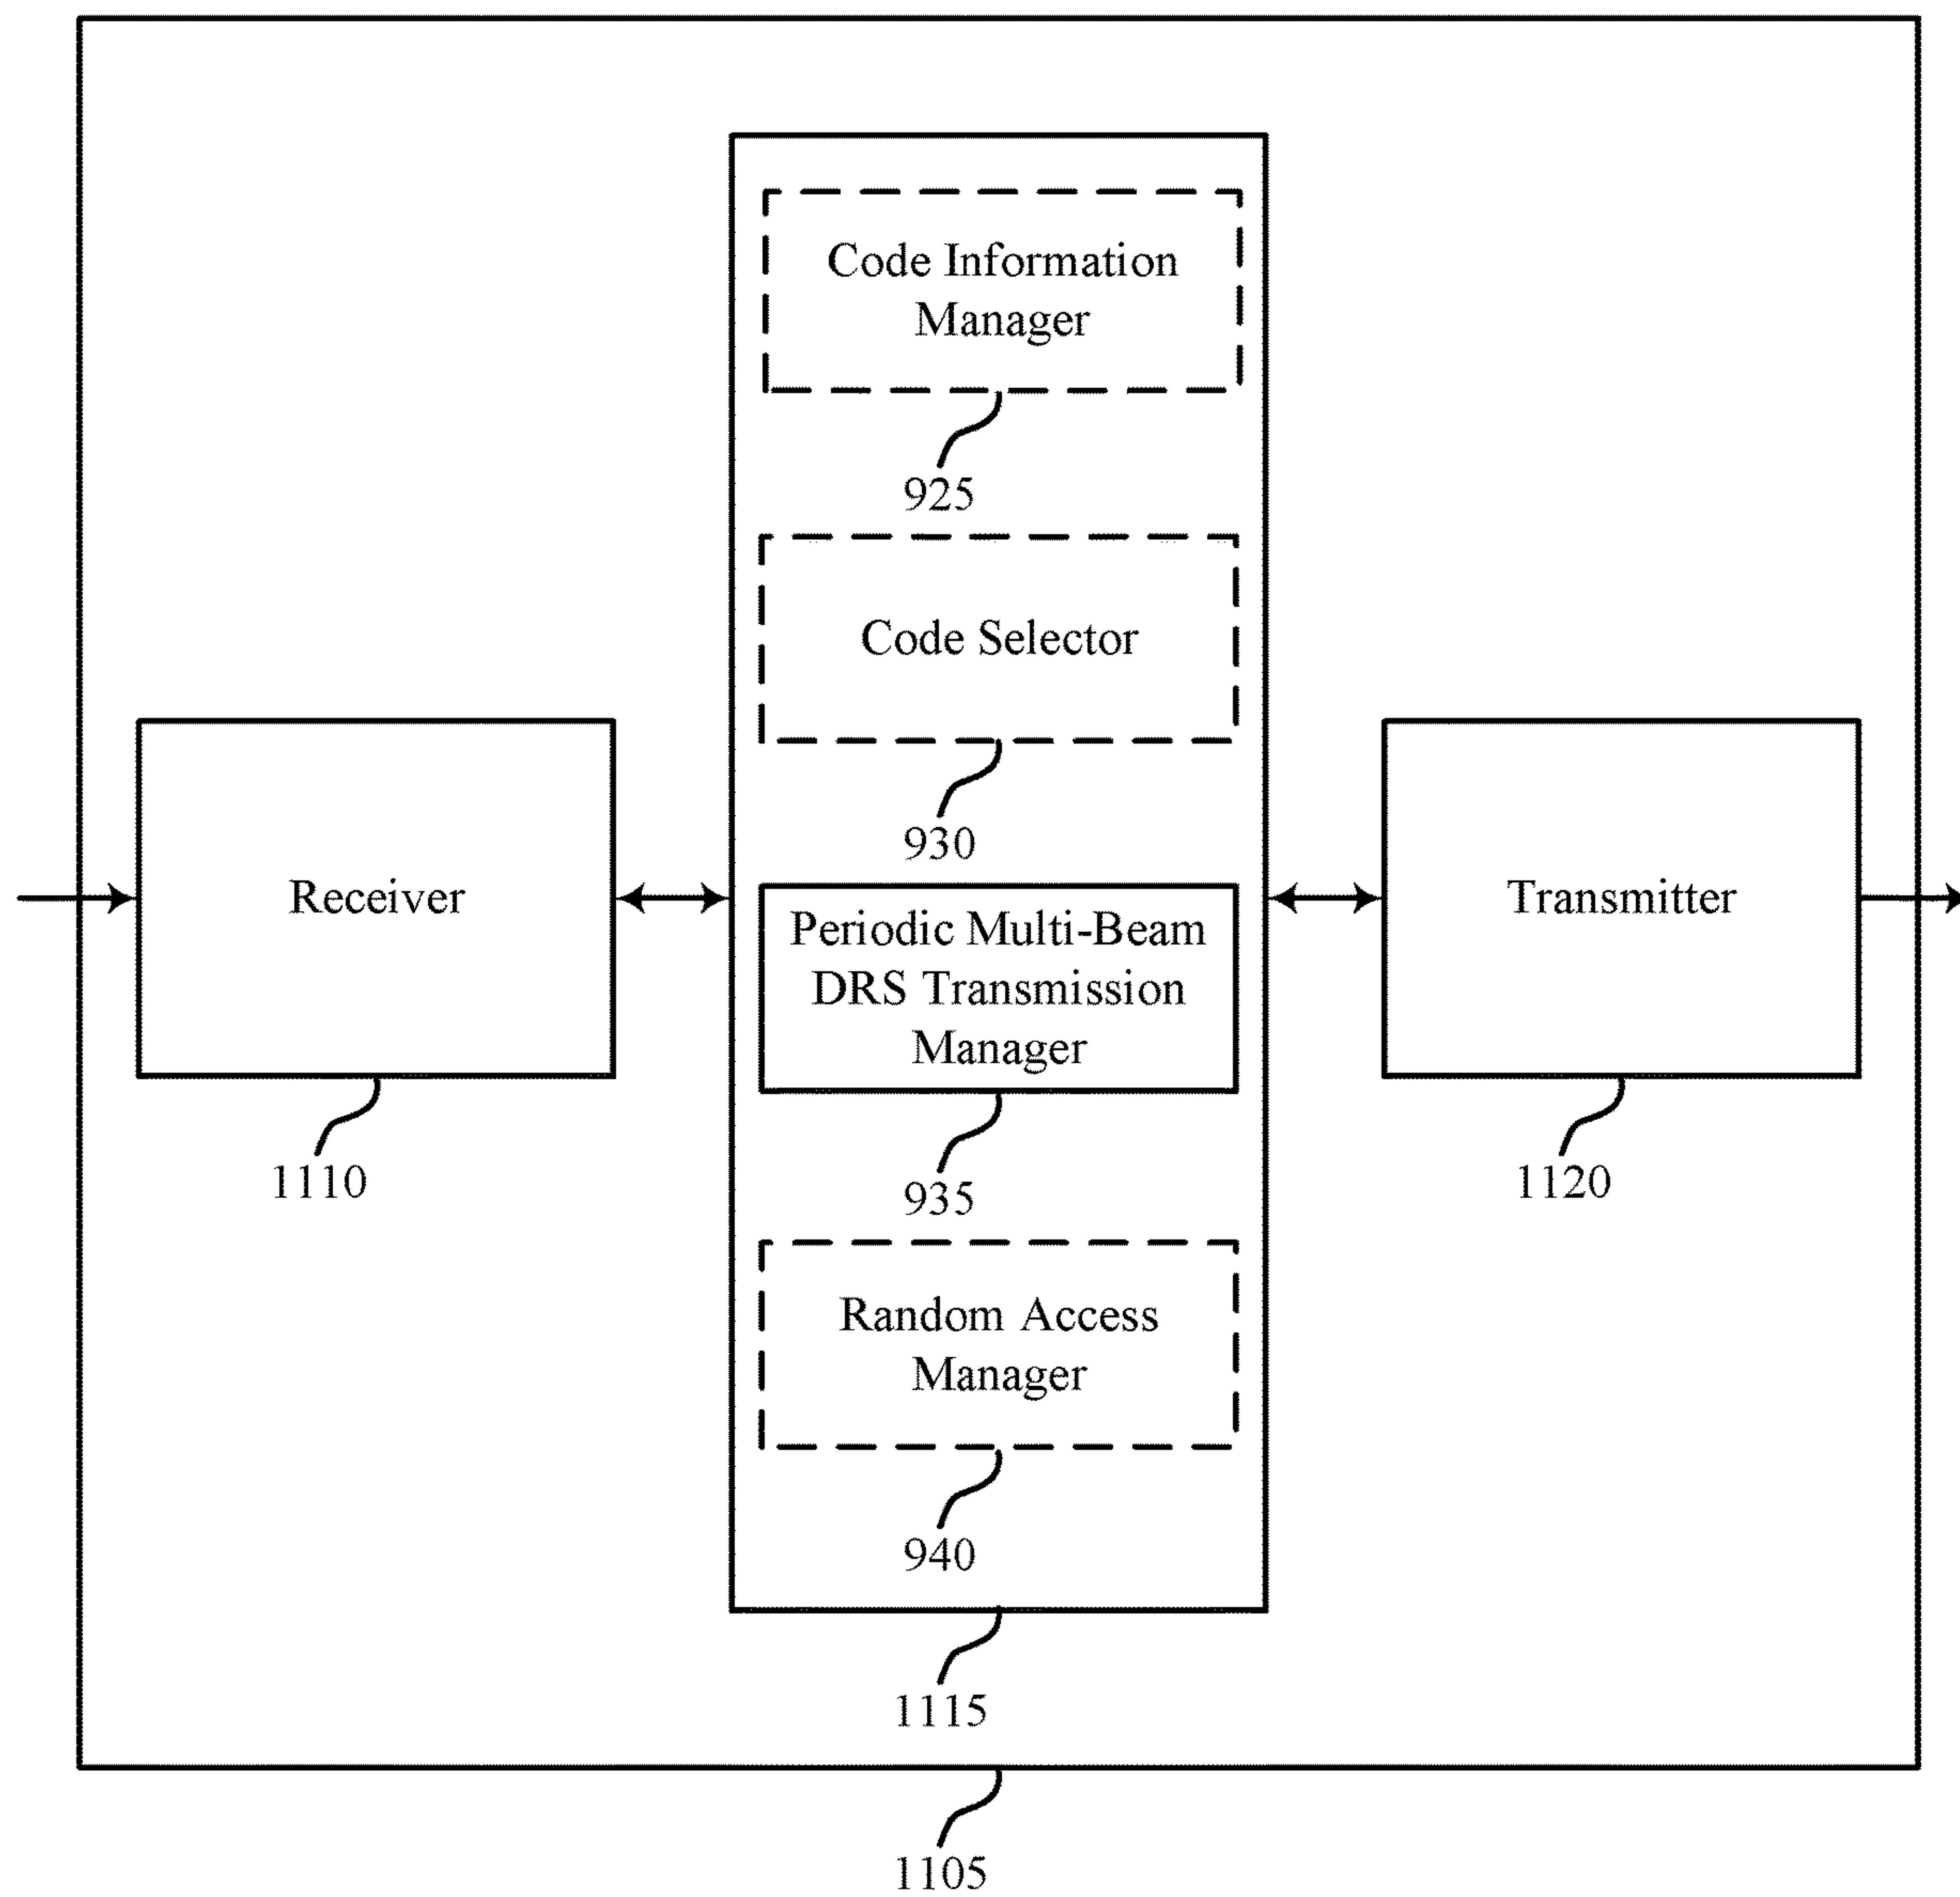 Code Information
Manager
925
Code Selector
930
Receiver
1110
Periodic Multi-Beam
DRS Transmission
Manager
935
Transmitter
1120
Random Access
Manager
940
1115
1105